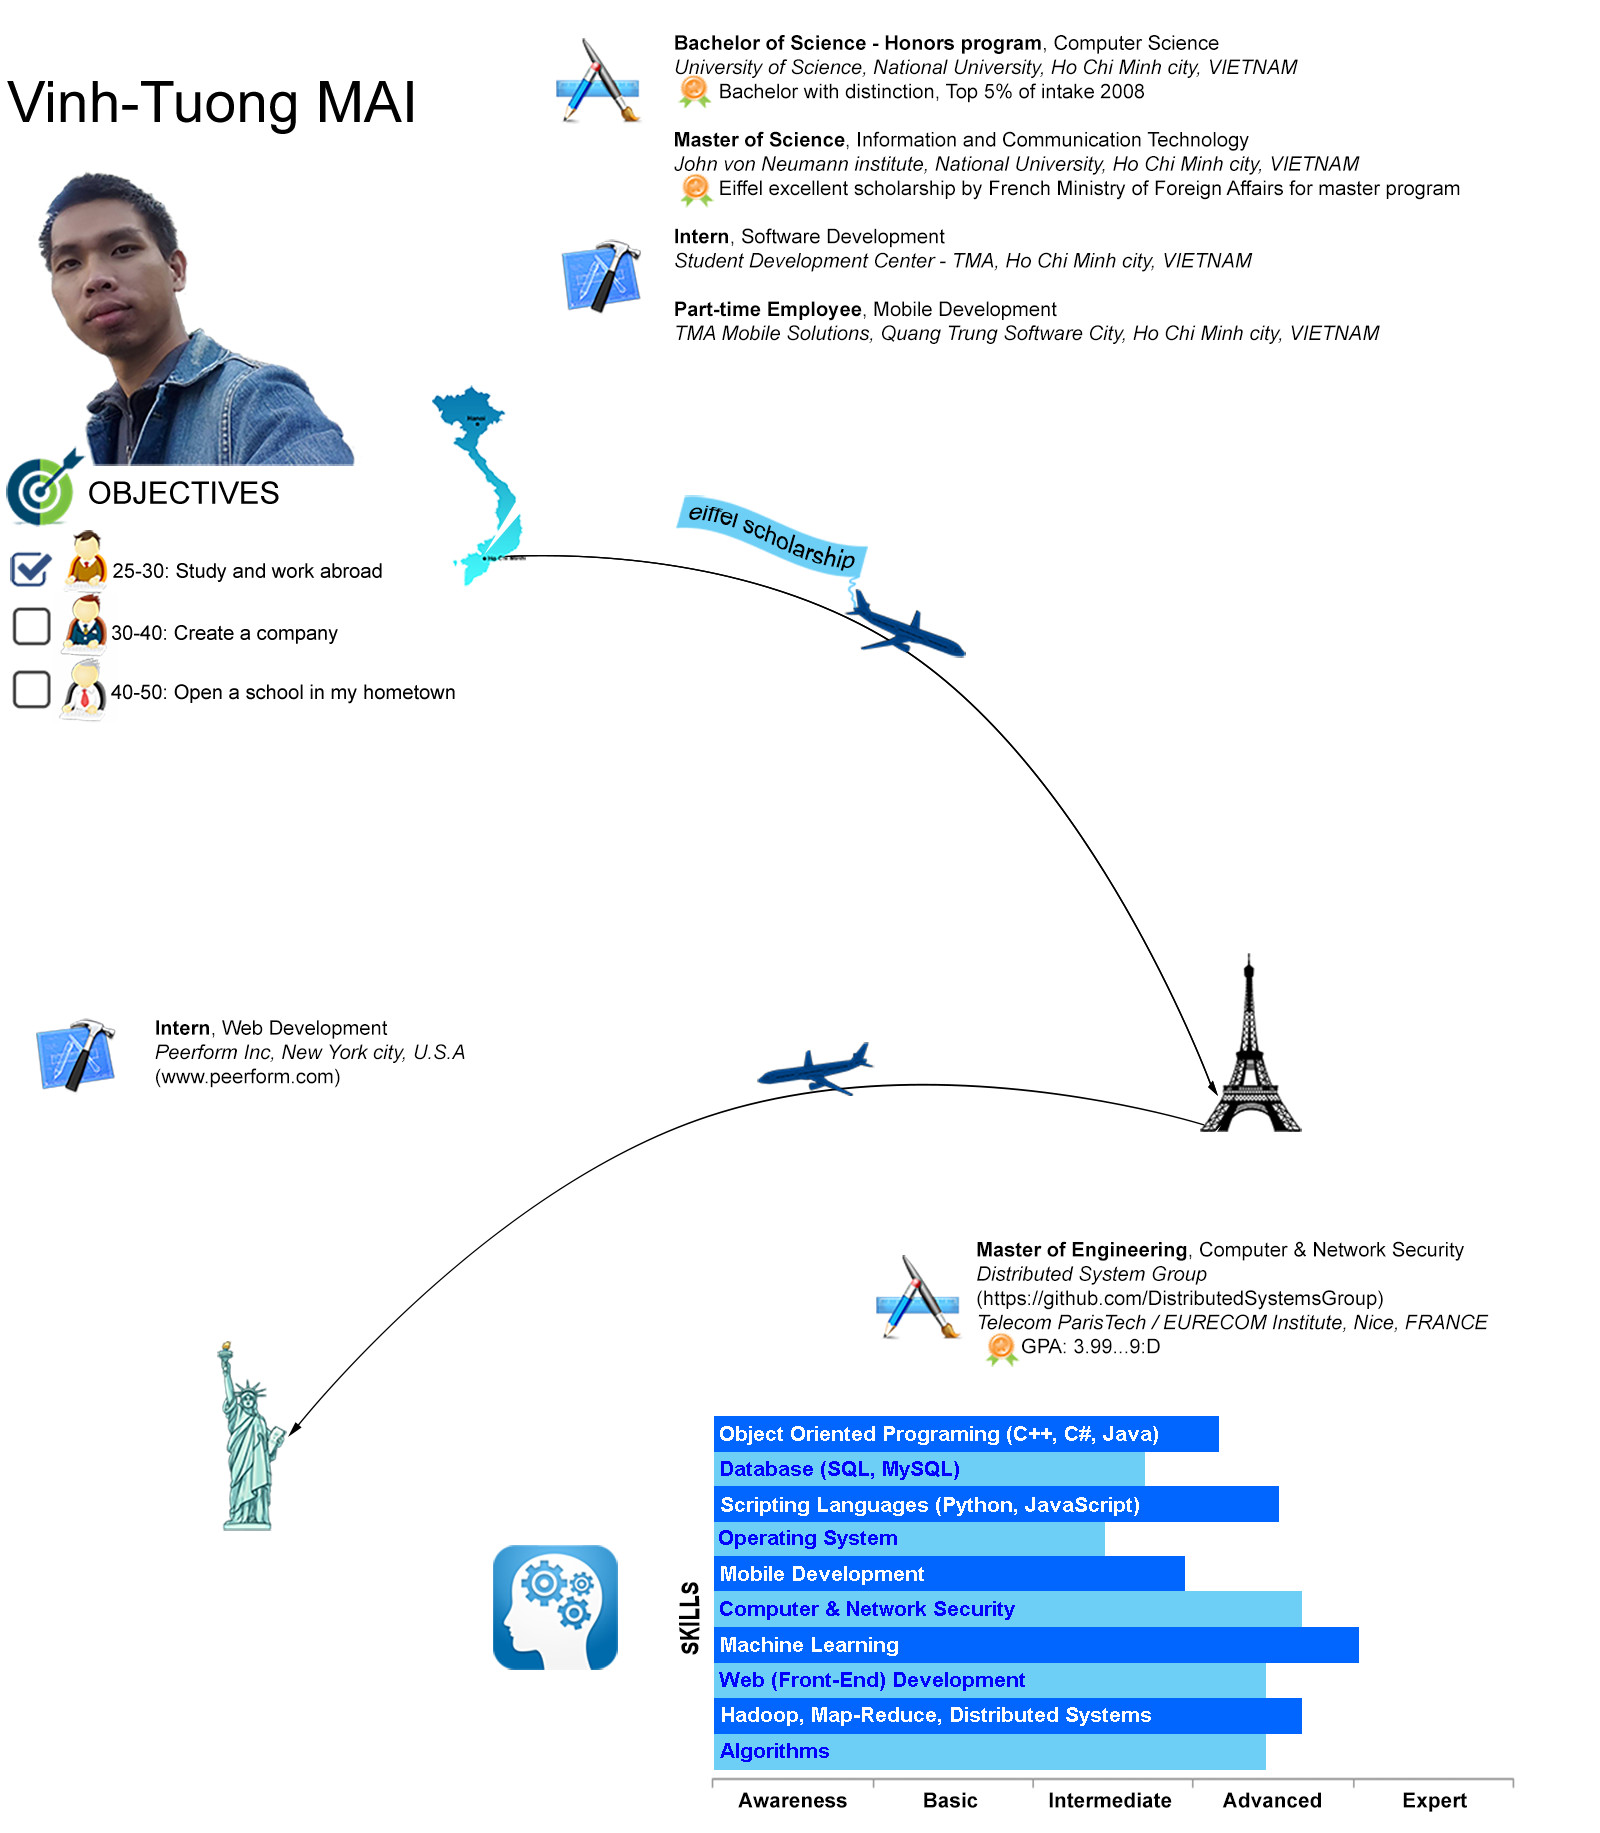 Vinh-Tuong MAI
Bachelor of Science - Honors program, Computer Science
University of Science, National University, Ho Chi Minh city, VIETNAM
Bachelor with distinction, Top 5% of intake 2008
Master of Science, Information and Communication Technology
John von Neumann institute, National University, Ho Chi Minh city, VIETNAM
Eiffel excellent scholarship by French Ministry of Foreign Affairs for master program
Intern, Software Development
Student Development Center - TMA, Ho Chi Minh city, VIETNAM
Part-time Employee, Mobile Development
TMA Mobile Solutions, Quang Trung Software City, Ho Chi Minh city, VIETNAM
Hanoi
Ho Chi Minh
OBJECTIVES
25-30: Study and work abroad
30-40: Create a company
40-50: Open a school in my hometown
eiffel scholarship
Intern, Web Development
Peerform Inc, New York city, U.S.A
(www.peerform.com)
Master of Engineering, Computer & Network Security
Distributed System Group
(https://github.com/DistributedSystemsGroup)
Telecom ParisTech / EURECOM Institute, Nice, FRANCE
GPA: 3.99...9:D
sKILLs
Object Oriented Programing (C++, C#, Java)
Database (SQL, MySQL)
Scripting Languages (Python, JavaScript)
Operating System
Mobile Development
Computer & Network Security
Machine Learning
Web (Front-End) Development
Hadoop, Map-Reduce, Distributed Systems
Algorithms
Awareness Basic Intermediate Advanced Expert